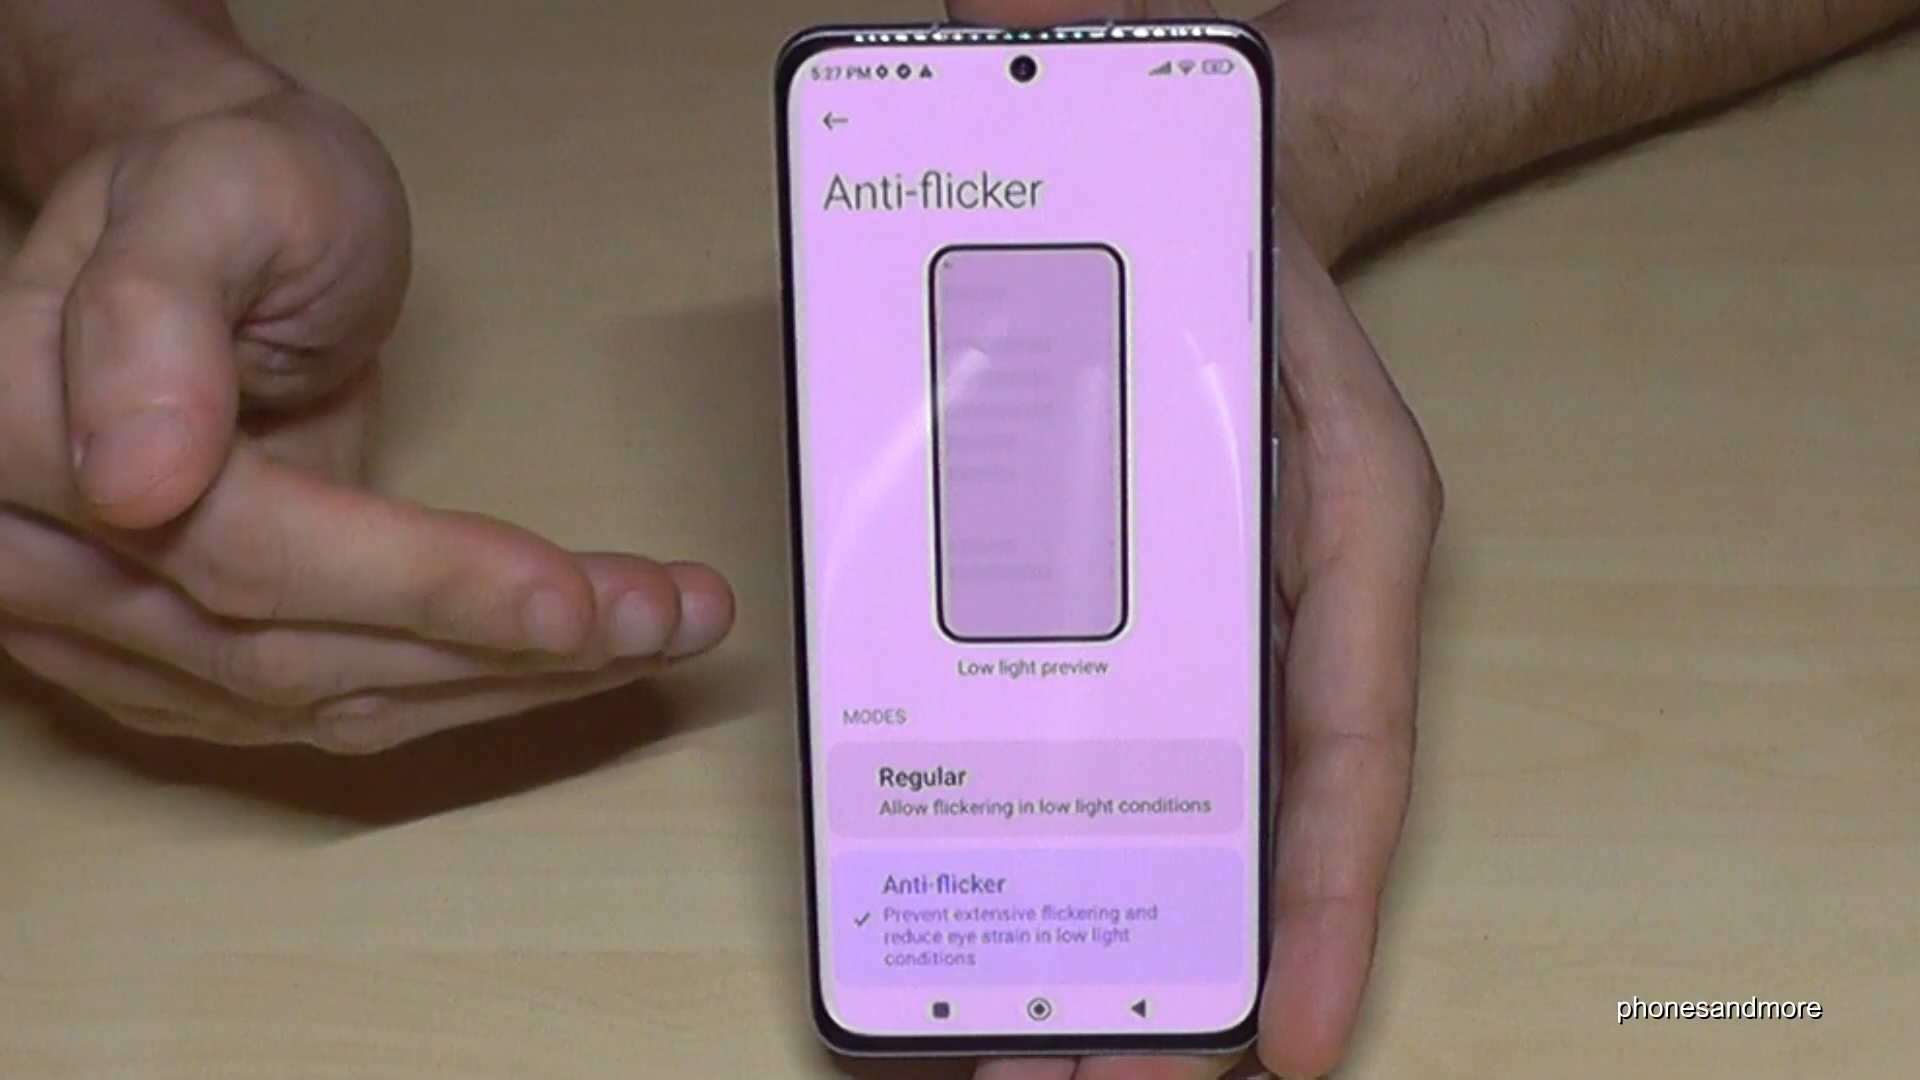 5:27 PM
Anti-flicker
Low light preview
MODES
Regular
Allow flickering in low light conditions
Anti-flicker
Prevent extensive flickering and
reduce eye strain in low light
conditions
phonesandmore